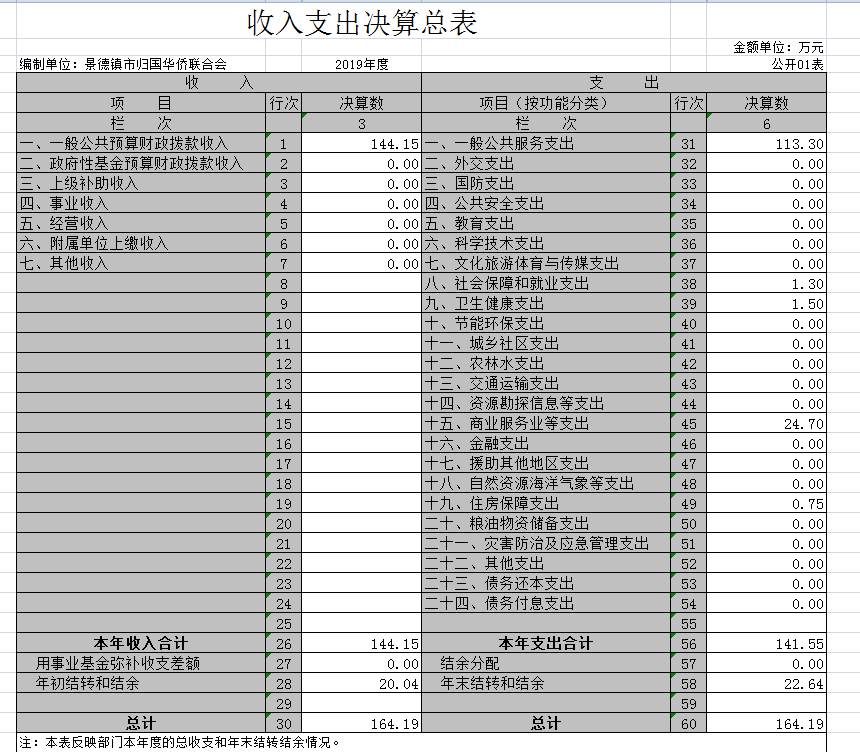 收入支出决算总表
金额单位：万元
编制单位：景德镇市归国华侨联合会 2019年度 公开01表
收 入 支 出
项 目 行次 决算数 项目（按功能分类） 行次 决算数
栏 次 3 栏 次 6
一、一般公共预算财政拨款收入 1 144.15 一、一般公共服务支出 31 113.30
二、政府性基金预算财政拨款收入 2 0.00 二、外交支出 32 0.00
三、上级补助收入 3 0.00 三、国防支出 33 0.00
四、事业收入 4 0.00 四、公共安全支出 34 0.00
五、经营收入 5 0.00 五、教育支出 35 0.00
六、附属单位上缴收入 6 0.00 六、科学技术支出 36 0.00
七、其他收入 7 0.00 七、文化旅游体育与传媒支出 37 0.00
8 八、社会保障和就业支出 38 1.30
9 九、卫生健康支出 39 1.50
10 十、节能环保支出 40 0.00
11 十一、城乡社区支出 41 0.00
12 十二、农林水支出 42 0.00
13 十三、交通运输支出 43 0.00
14 十四、资源勘探信息等支出 44 0.00
15 十五、商业服务业等支出 45 24.70
16 十六、金融支出 46 0.00
17 十七、援助其他地区支出 47 0.00
18 十八、自然资源海洋气象等支出 48 0.00
19 十九、住房保障支出 49 0.75
20 二十、粮油物资储备支出 50 0.00
21 二十一、灾害防治及应急管理支出 51 0.00
22 二十二、其他支出 52 0.00
23 二十三、债务还本支出 53 0.00
24 二十四、债务付息支出 54 0.00
25 55
本年收入合计 26 144.15 本年支出合计 56 141.55
用事业基金弥补收支差额 27 0.00 结余分配 57 0.00
年初结转和结余 28 20.04 年末结转和结余 58 22.64
29 59
总计 30 164.19 总计 60 164.19
注：本表反映部门本年度的总收支和年末结转结余情况。